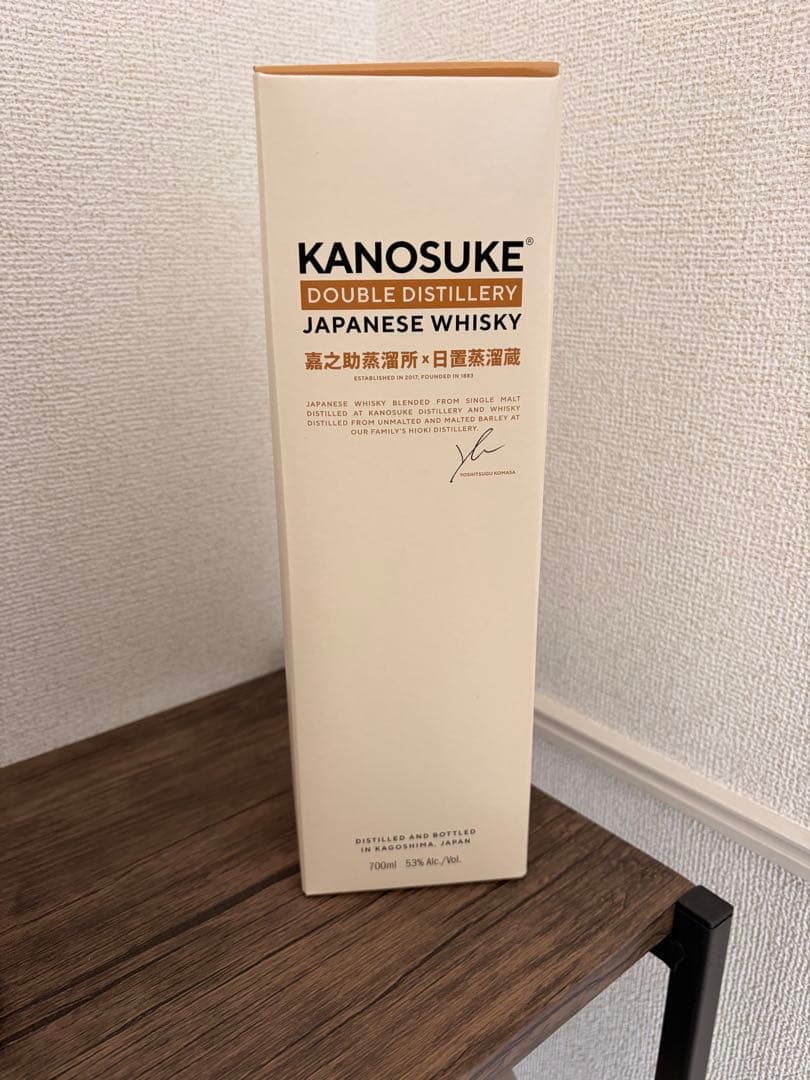 KANOSUKE®
DOUBLE DISTILLERY
JAPANESE WHISKY
嘉之助蒸溜所 x 日置蒸溜蔵
ESTABLISHED IN 2017, FOUNDED IN 1883
JAPANESE WHISKY BLENDED FROM SINGLE MALT
DISTILLED AT KANOSUKE DISTILLERY AND WHISKY
DISTILLED FROM UNMALTED AND MALTED BARLEY AT
OUR FAMILY'S HIOKI DISTILLERY.
YOSHITSUGU KOMASA
DISTILLED AND BOTTLED
IN KAGOSHIMA, JAPAN
700ml 53% Alc./Vol.